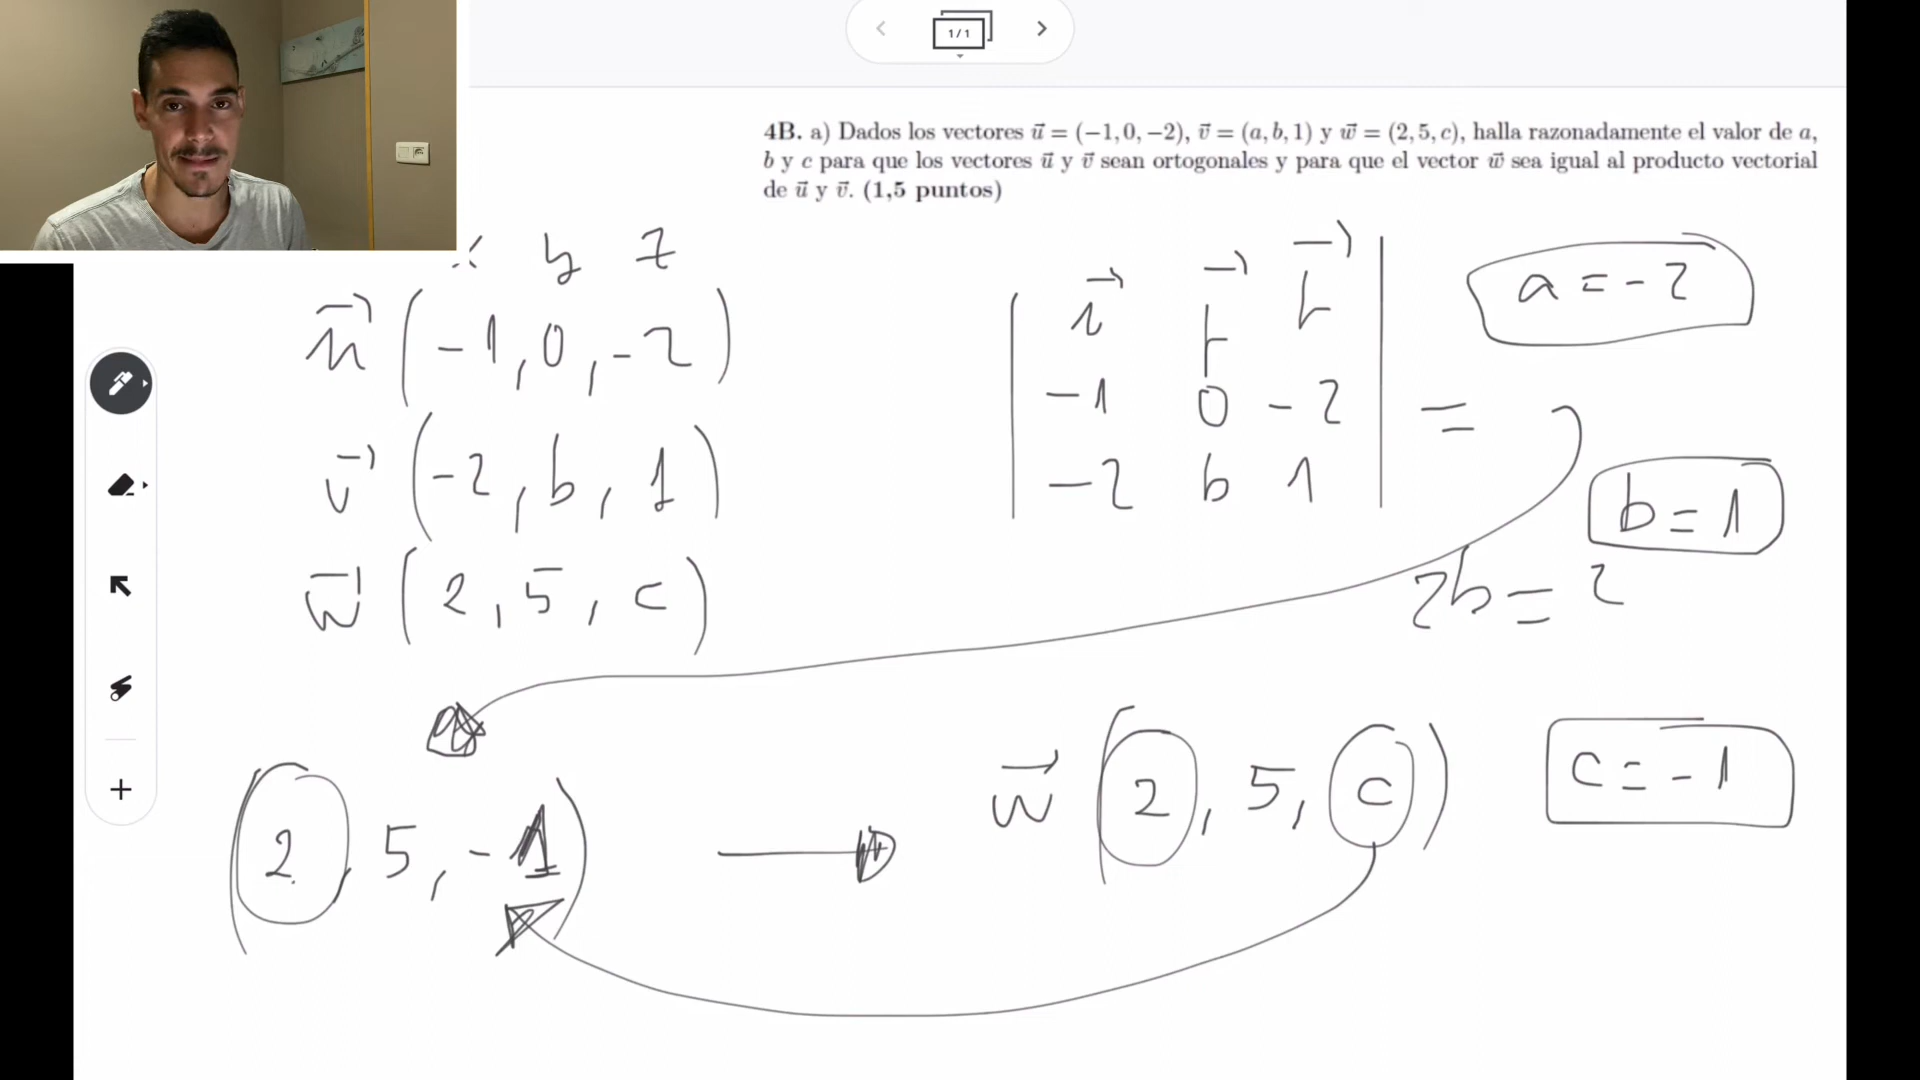 1/1
4B. a) Dados los vectores u⃗ = (−1, 0, −2), v⃗ = (a, b, 1) y w⃗ = (2, 5, c), halla razonadamente el valor de a,
b y c para que los vectores u⃗ y v⃗ sean ortogonales y para que el vector w⃗ sea igual al producto vectorial
de u⃗ y v⃗. (1,5 puntos)
x y z
u⃗ (-1, 0, -2)
v⃗ (-2, b, 1)
w⃗ (2, 5, c)
i⃗ j⃗ k⃗
-1 0 -2
-2 b 1
=
a = -2
b = 1
2b = 2
(2, 5, -1)
w⃗ (2, 5, c)
c = -1